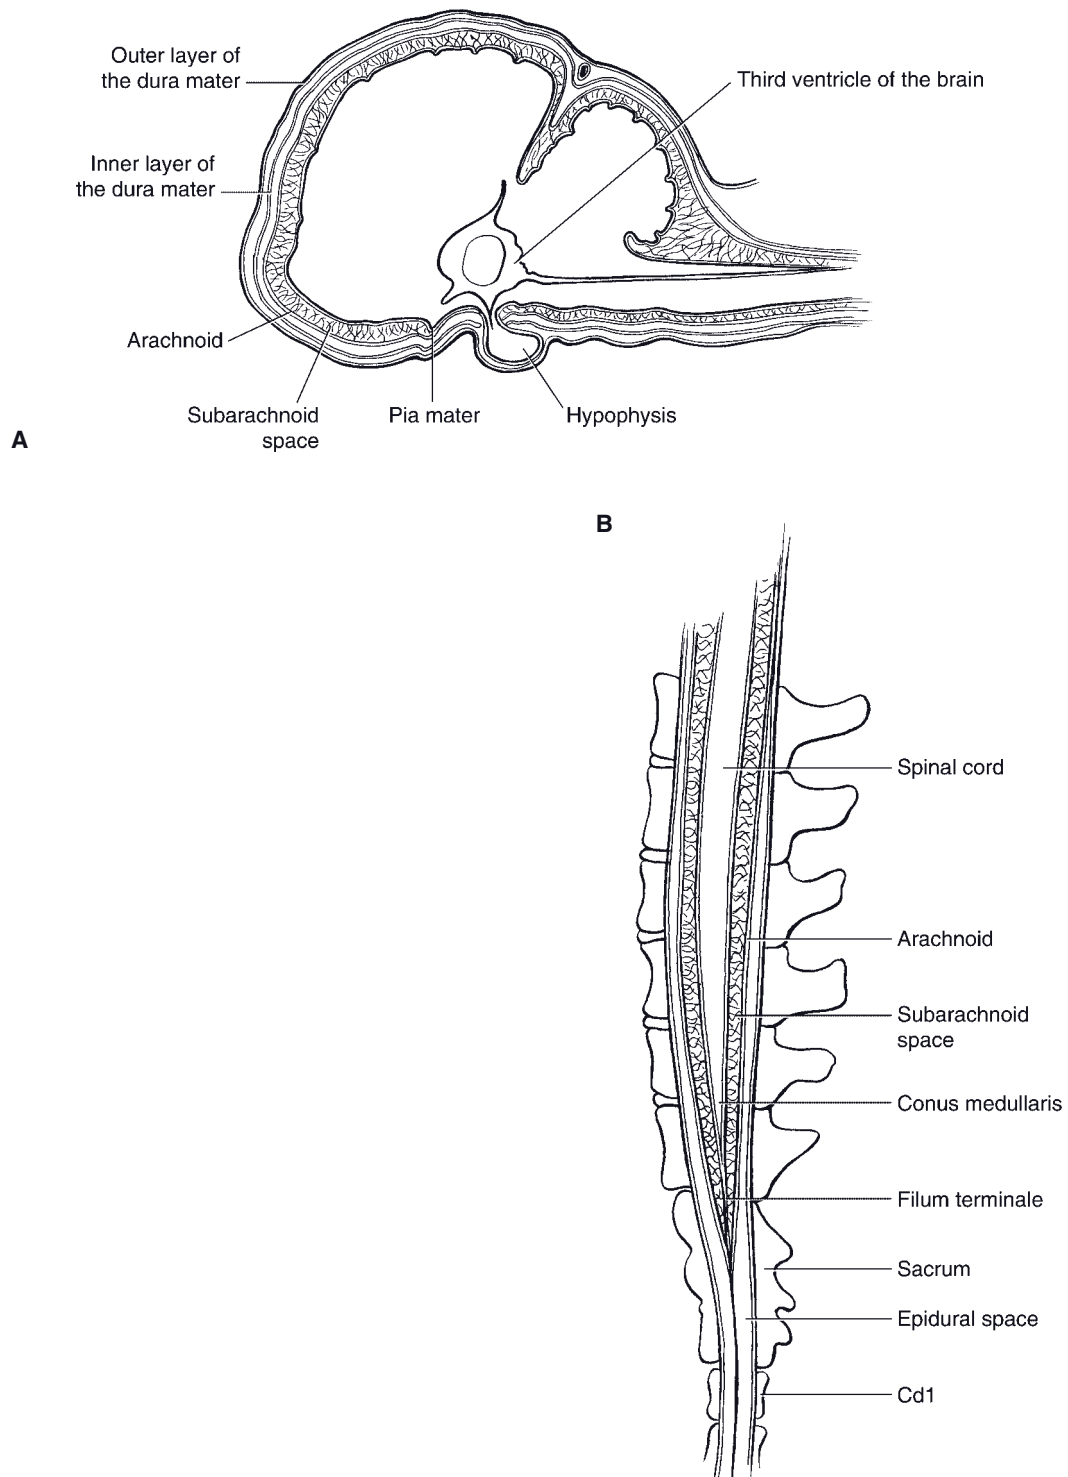 Outer layer of
the dura mater
Third ventricle of the brain
Inner layer of
the dura mater
Arachnoid
Subarachnoid
space
Pia mater
Hypophysis
A
B
Spinal cord
Arachnoid
Subarachnoid
space
Conus medullaris
Filum terminale
Sacrum
Epidural space
Cd1